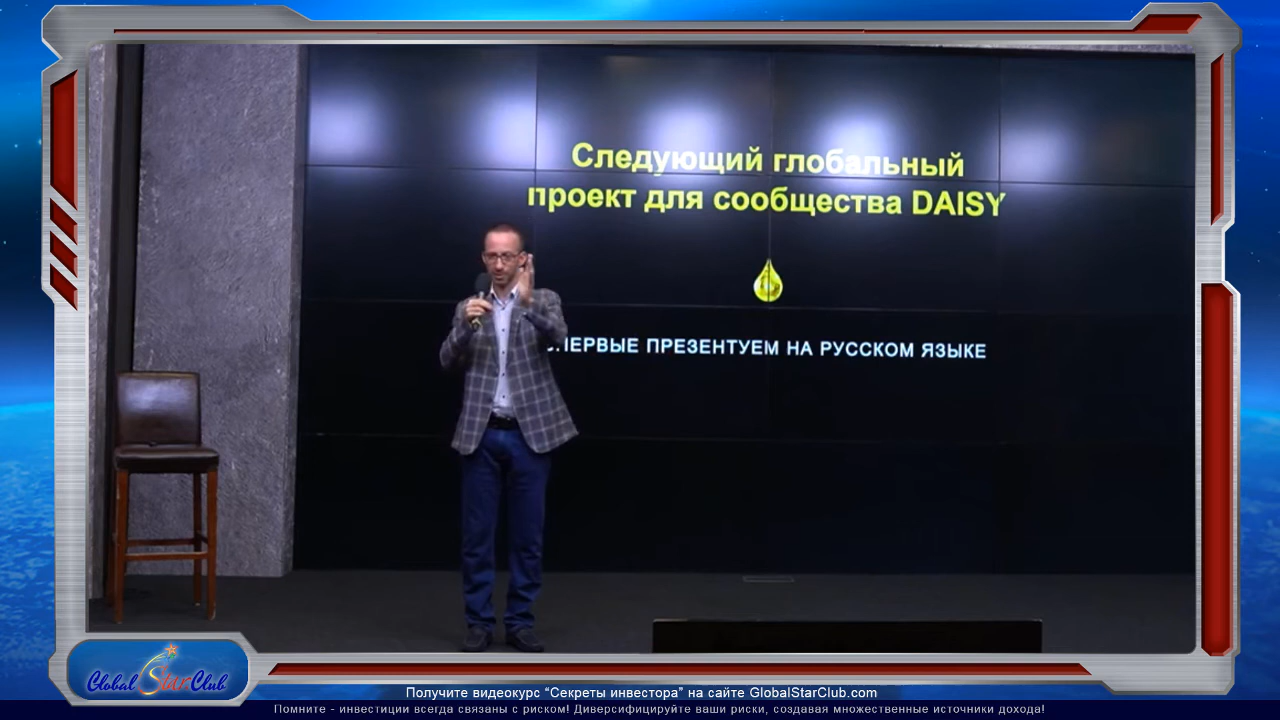 Следующий глобальный
проект для сообщества DAISY
ПРЕЗЕНТУЕМ НА РУССКОМ ЯЗЫКЕ
Global Star Club
Получите видеокурс “Секреты инвестора” на сайте GlobalStarClub.com
Помните - инвестиции всегда связаны с риском! Диверсифицируйте ваши риски, создавая множественные источники дохода!